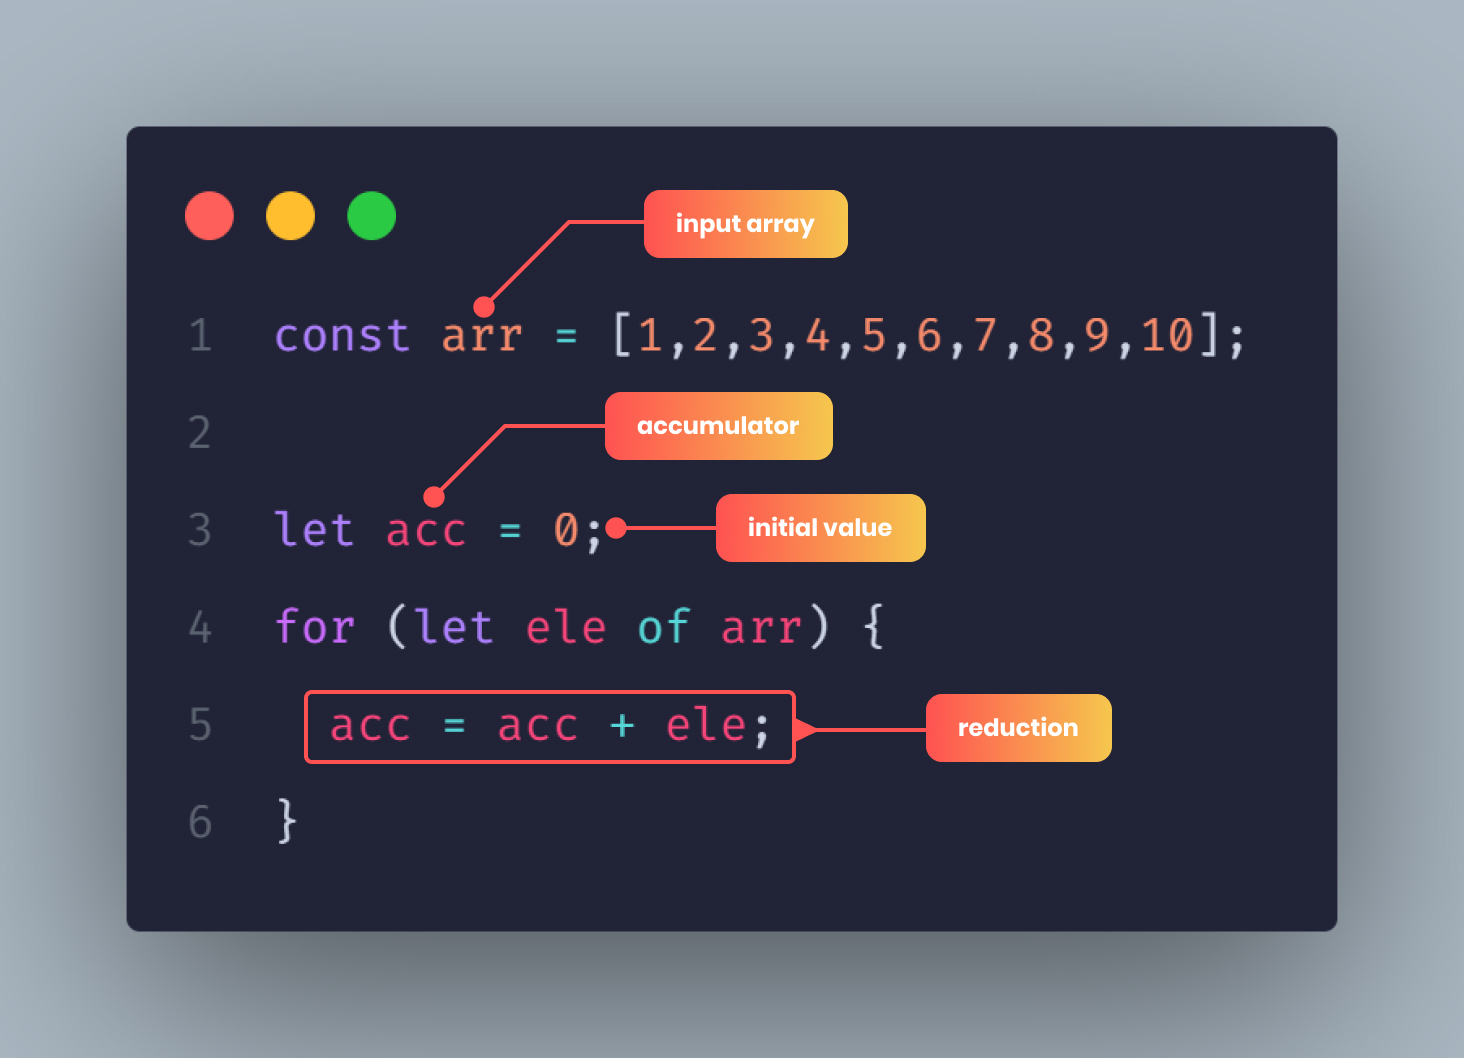 input array
1 const arr = [1,2,3,4,5,6,7,8,9,10];
2
accumulator
3 let acc = 0;
initial value
4 for (let ele of arr) {
5 acc = acc + ele;
reduction
6 }